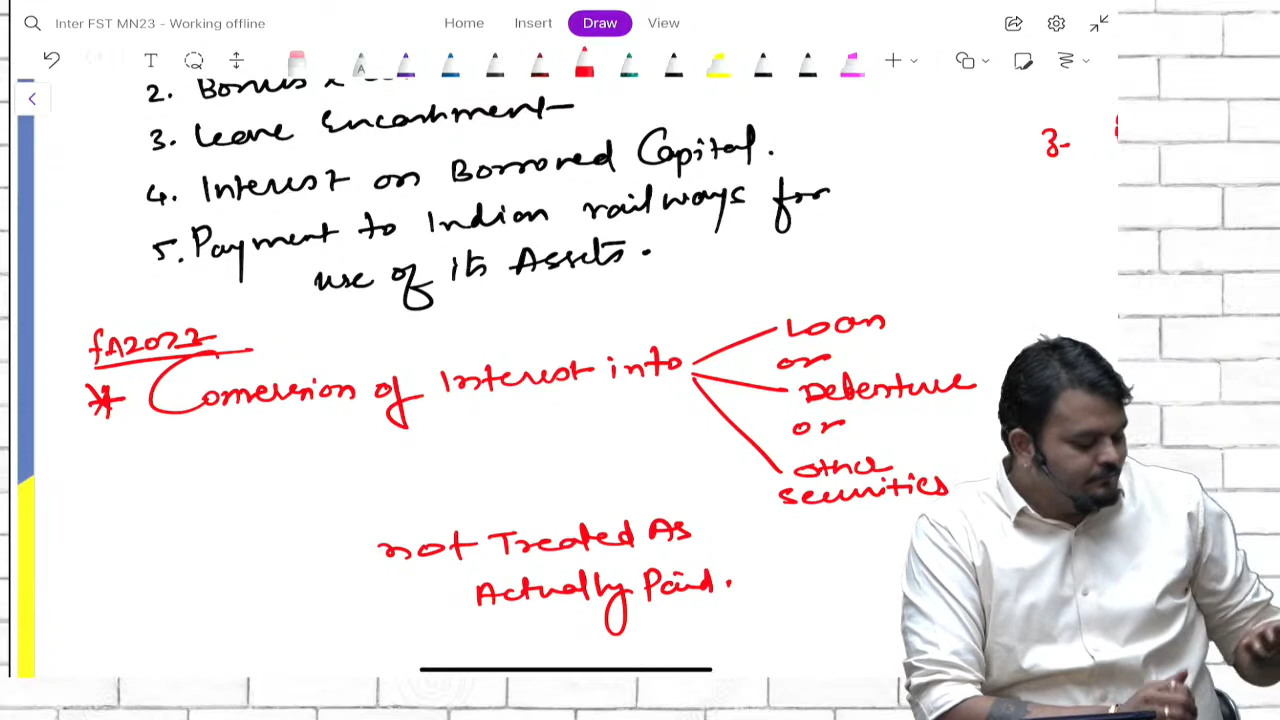 Inter FST MN23 - Working offline
Home Insert Draw View
2. Bonus
3. Leave Encashment
4. Interest on Borrored Capital.
3-
5. Payment to Indian railways for
use of its Assets.
FA2022
* Conversion of Interest into
Loan
or
Debenture
or
other
securities
not Treated As
Actually Paid.